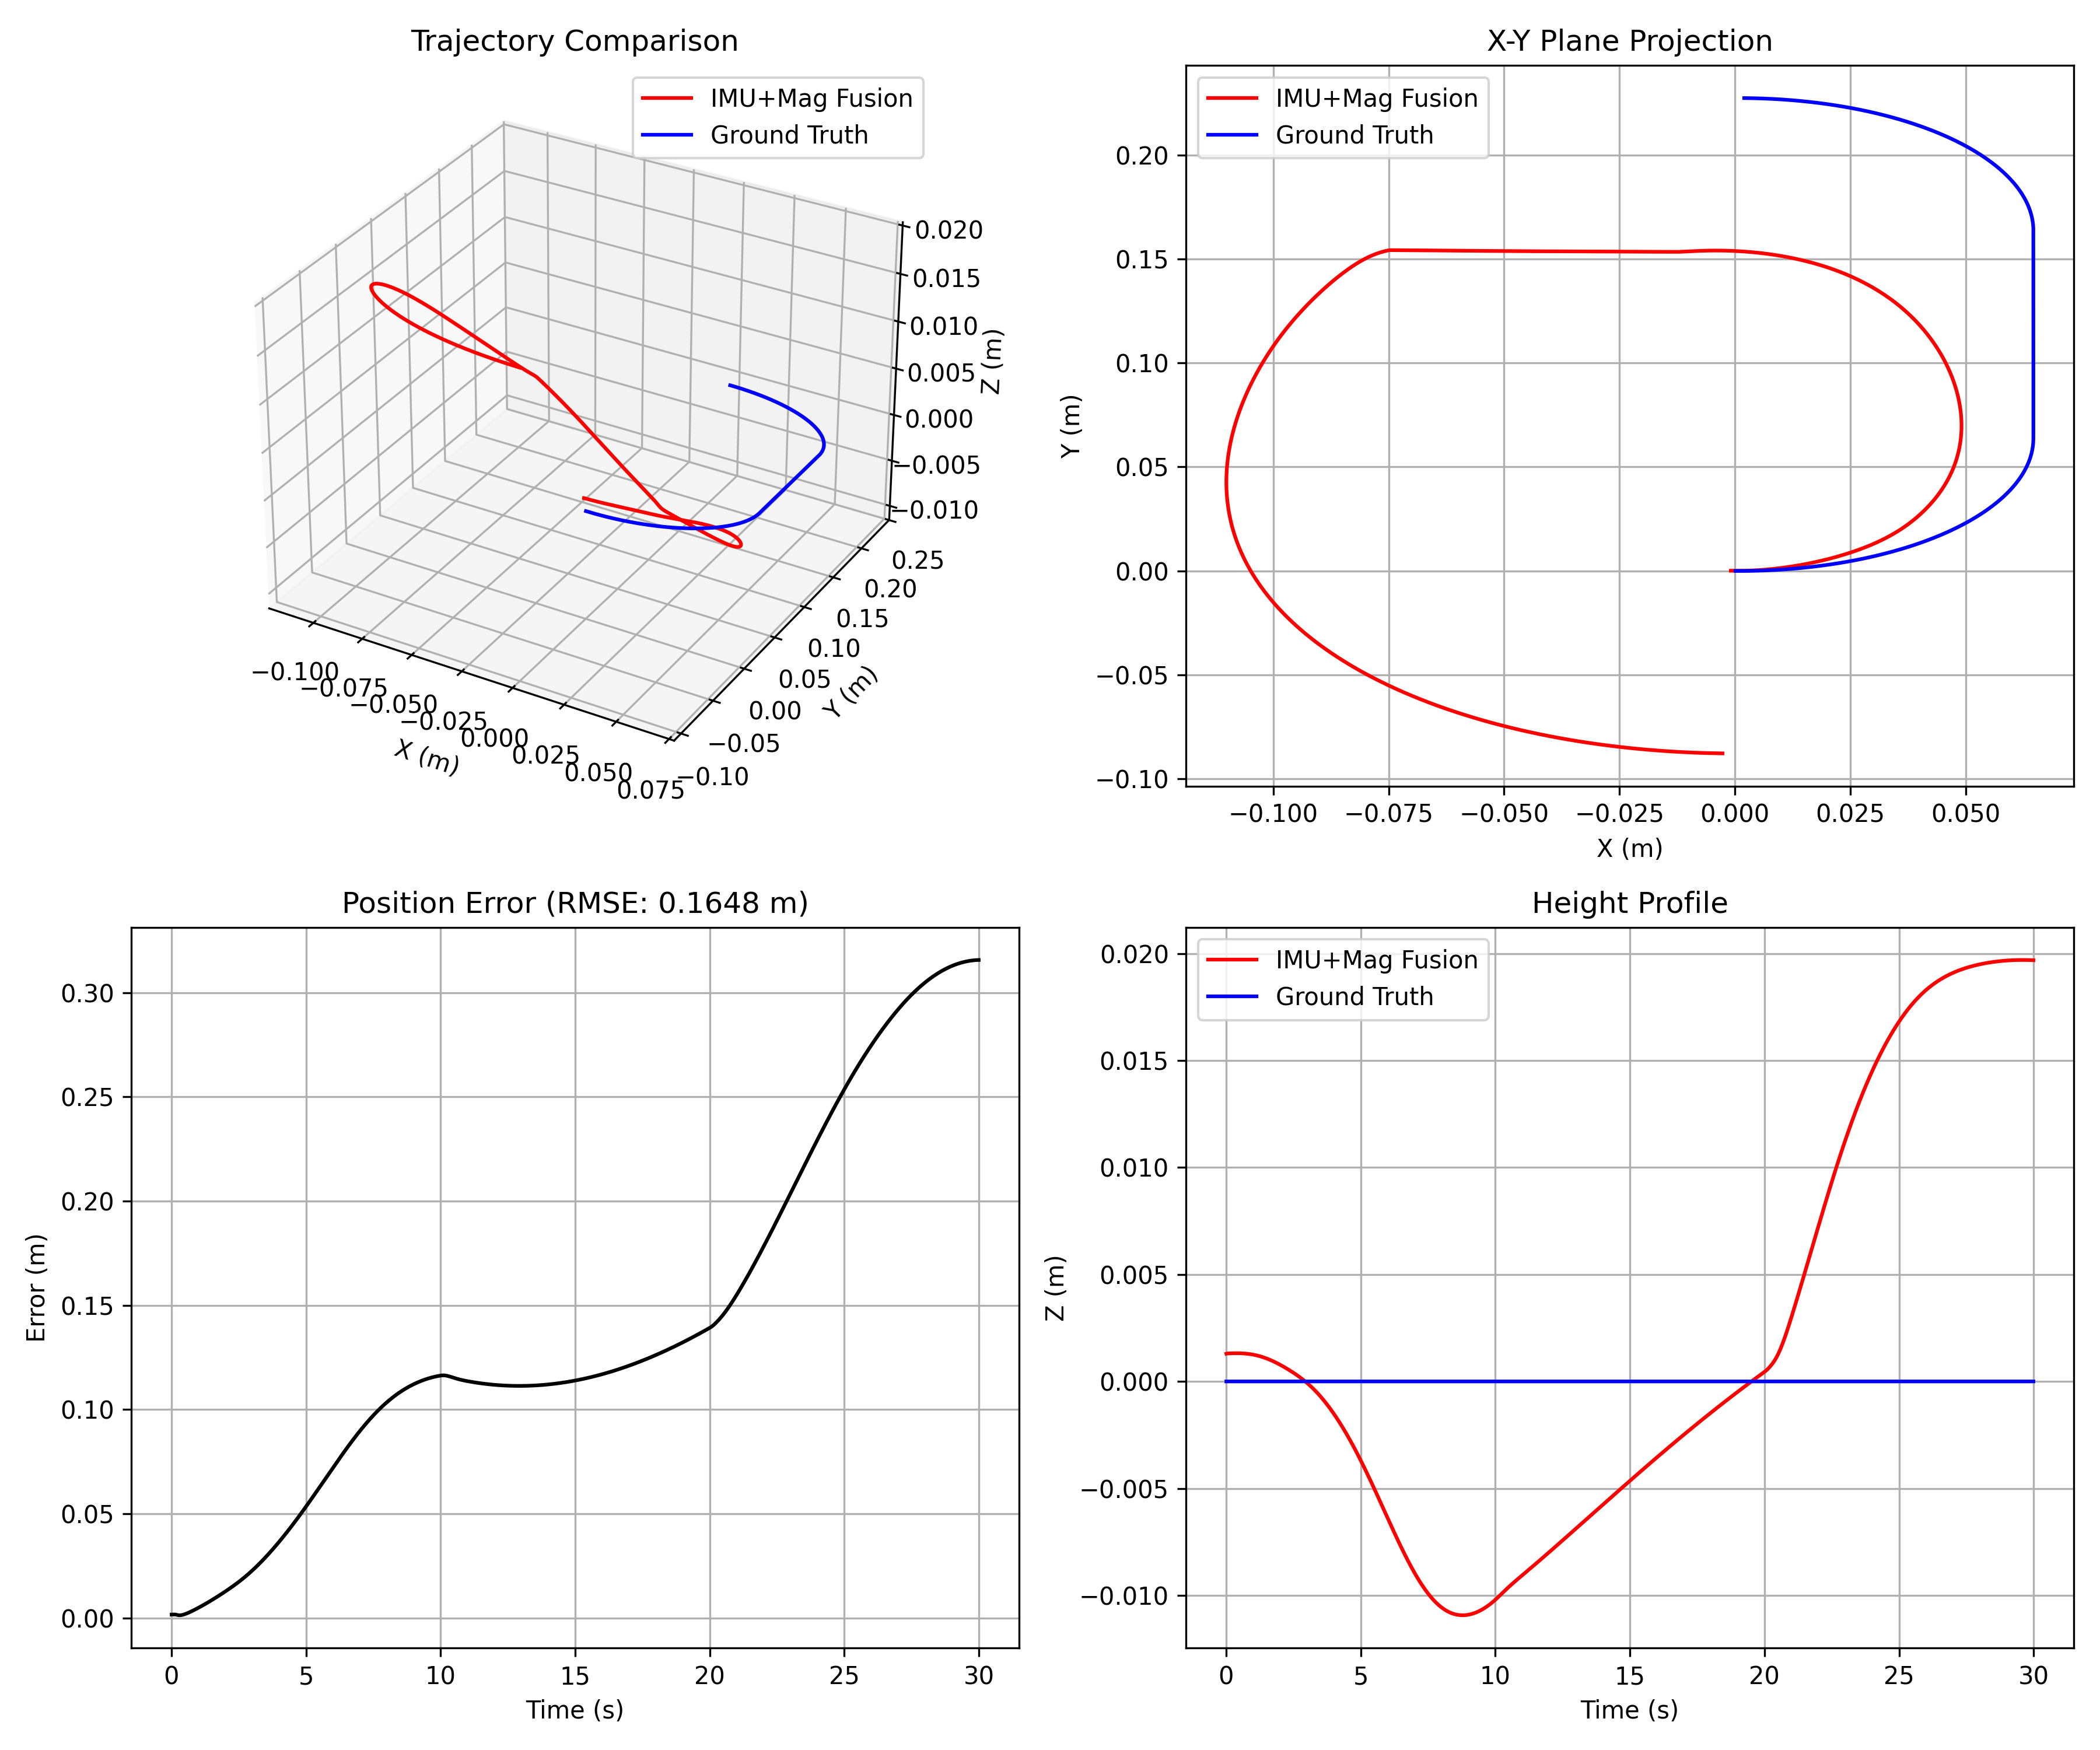 Trajectory Comparison
IMU+Mag Fusion
Ground Truth
0.020
0.015
0.010
0.005
0.000
−0.005
−0.010
Z (m)
0.25
0.20
0.15
0.10
0.05
0.00
−0.05
−0.10
Y (m)
−0.100
−0.075
−0.050
−0.025
0.000
0.025
0.050
0.075
X (m)
X-Y Plane Projection
IMU+Mag Fusion
Ground Truth
0.20
0.15
0.10
0.05
0.00
−0.05
−0.10
Y (m)
−0.100 −0.075 −0.050 −0.025 0.000 0.025 0.050
X (m)
Position Error (RMSE: 0.1648 m)
0.30
0.25
0.20
0.15
0.10
0.05
0.00
Error (m)
0 5 10 15 20 25 30
Time (s)
Height Profile
IMU+Mag Fusion
Ground Truth
0.020
0.015
0.010
0.005
0.000
−0.005
−0.010
Z (m)
0 5 10 15 20 25 30
Time (s)